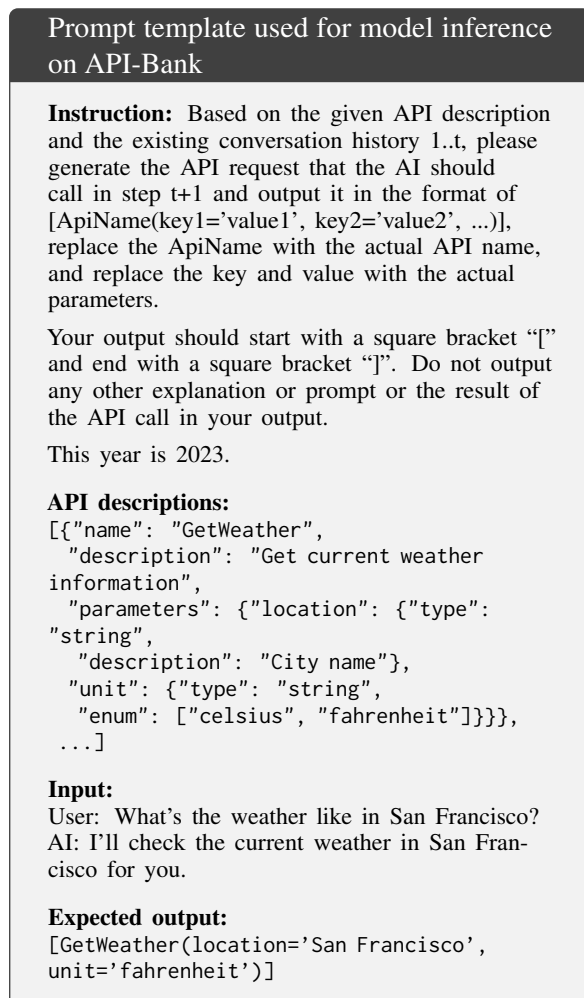 Prompt template used for model inference
on API-Bank
Instruction: Based on the given API description
and the existing conversation history 1..t, please
generate the API request that the AI should
call in step t+1 and output it in the format of
[ApiName(key1=’value1’, key2=’value2’, ...)],
replace the ApiName with the actual API name,
and replace the key and value with the actual
parameters.
Your output should start with a square bracket “[”
and end with a square bracket “]”. Do not output
any other explanation or prompt or the result of
the API call in your output.
This year is 2023.
API descriptions:
[{"name": "GetWeather",
"description": "Get current weather
information",
"parameters": {"location": {"type":
"string",
"description": "City name"},
"unit": {"type": "string",
"enum": ["celsius", "fahrenheit"]}}},
...]
Input:
User: What’s the weather like in San Francisco?
AI: I’ll check the current weather in San Fran-
cisco for you.
Expected output:
[GetWeather(location=’San Francisco’,
unit=’fahrenheit’)]